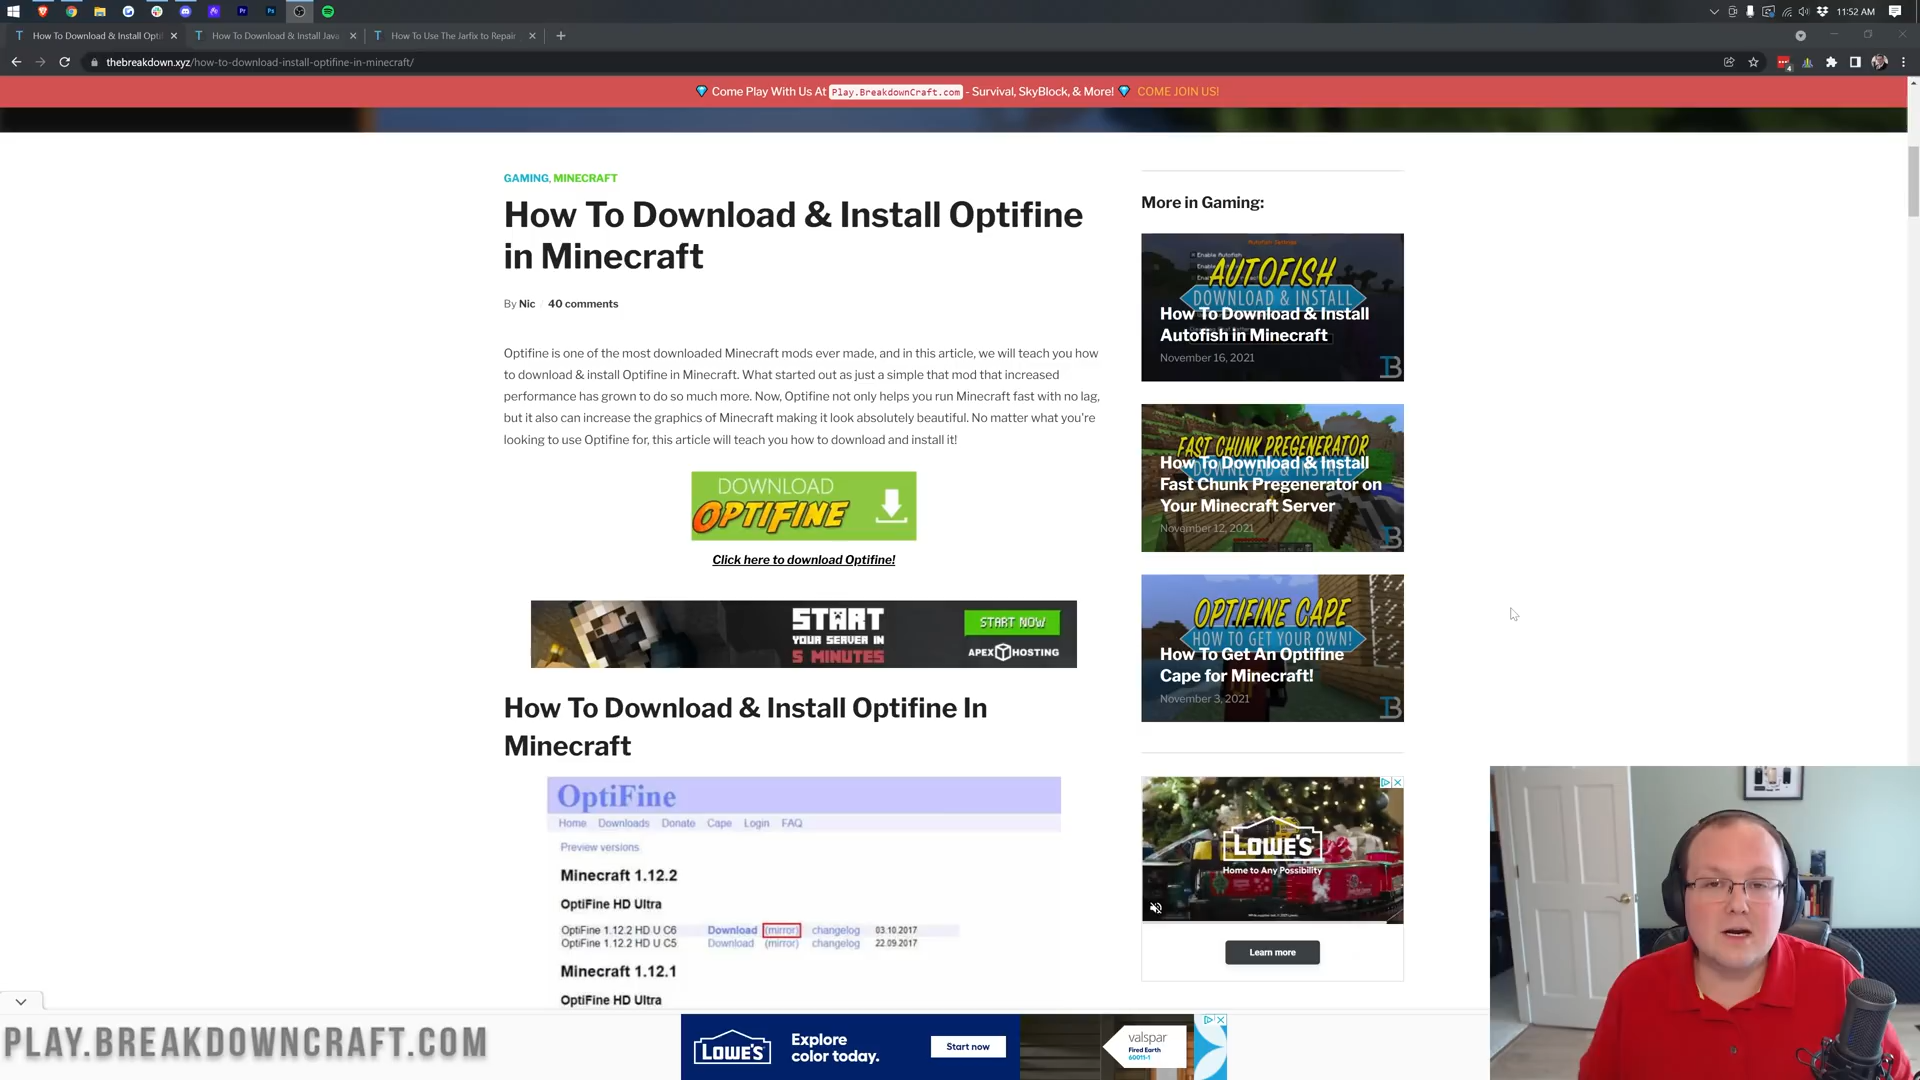 11:52 AM
How To Download & Install Opti
How To Download & Install Java
How To Use The Jarfix to Repair
thebreakdown.xyz/how-to-download-install-optifine-in-minecraft/
Come Play With Us At Play.BreakdownCraft.com - Survival, SkyBlock, & More! COME JOIN US!
GAMING, MINECRAFT
How To Download & Install Optifine
in Minecraft
By Nic / 40 comments
Optifine is one of the most downloaded Minecraft mods ever made, and in this article, we will teach you how
to download & install Optifine in Minecraft. What started out as just a simple that mod that increased
performance has grown to do so much more. Now, Optifine not only helps you run Minecraft fast with no lag,
but it also can increase the graphics of Minecraft making it look absolutely beautiful. No matter what you're
looking to use Optifine for, this article will teach you how to download and install it!
DOWNLOAD
OPTIFINE
Click here to download Optifine!
START
YOUR SERVER IN
5 MINUTES
START NOW
APEX HOSTING
How To Download & Install Optifine In
Minecraft
OptiFine
Home Downloads Donate Cape Login FAQ
Preview versions
Minecraft 1.12.2
OptiFine HD Ultra
OptiFine 1.12.2 HD U C6 Download (mirror) changelog 03.10.2017
OptiFine 1.12.2 HD U C5 Download (mirror) changelog 22.09.2017
Minecraft 1.12.1
OptiFine HD Ultra
More in Gaming:
AUTOFISH
DOWNLOAD & INSTALL
How To Download & Install
Autofish in Minecraft
November 16, 2021
FAST CHUNK PREGENERATOR
DOWNLOAD & INSTALL
How To Download & Install
Fast Chunk Pregenerator on
Your Minecraft Server
November 12, 2021
OPTIFINE CAPE
HOW TO GET YOUR OWN!
How To Get An Optifine
Cape for Minecraft!
November 3, 2021
LOWE'S
Home to Any Possibility
Learn more
PLAY.BREAKDOWNCRAFT.COM
LOWE'S
Explore
color today.
Start now
valspar
Fired Earth
60011-1